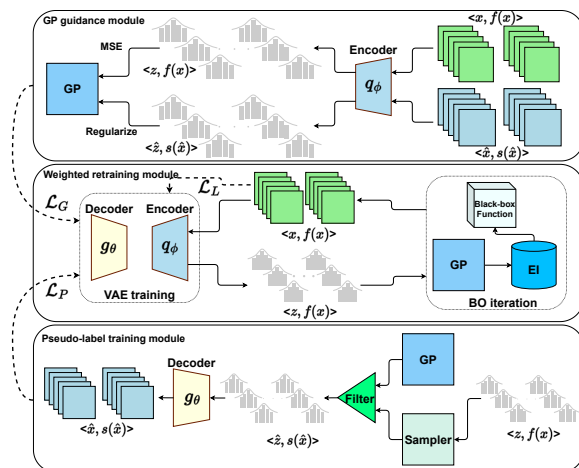 GP guidance module
MSE
<z, f(x)>
GP
Regularize
<ẑ, s(x̂)>
Encoder
q_ϕ
<x, f(x)>
<x̂, s(x̂)>
Weighted retraining module
ℒ_G
ℒ_L
ℒ_P
Decoder
g_θ
Encoder
q_ϕ
VAE training
<x, f(x)>
<z, f(x)>
Black-box
Function
GP
EI
BO iteration
Pseudo-label training module
<x̂, s(x̂)>
Decoder
g_θ
<ẑ, s(x̂)>
Filter
GP
Sampler
<z, f(x)>